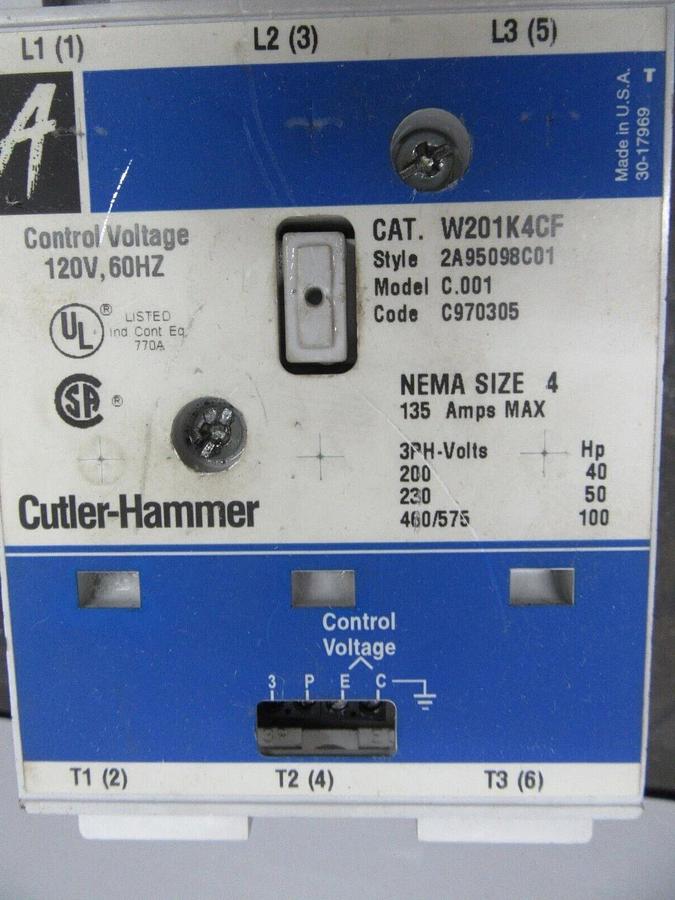 L1 (1) L2 (3) L3 (5)
A
Made in U.S.A. T
30-17969
Control Voltage
120V, 60HZ
UL ®
LISTED
Ind Cont Eq
770A
SA ®
CAT. W201K4CF
Style 2A95098C01
Model C.001
Code C970305
NEMA SIZE 4
135 Amps MAX
3PH-Volts Hp
200 40
230 50
460/575 100
Cutler-Hammer
Control
Voltage
3 P E C
T1 (2) T2 (4) T3 (6)